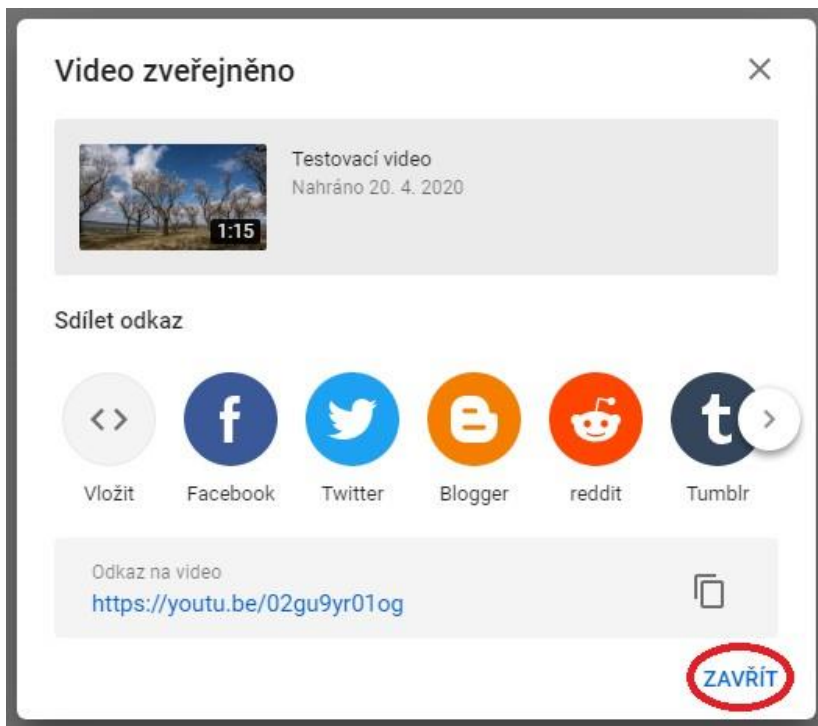 Video zveřejněno
Testovací video
Nahráno 20. 4. 2020
1:15
Sdílet odkaz
Vložit
Facebook
Twitter
Blogger
reddit
Tumblr
Odkaz na video
https://youtu.be/02gu9yr01og
ZAVŘÍT